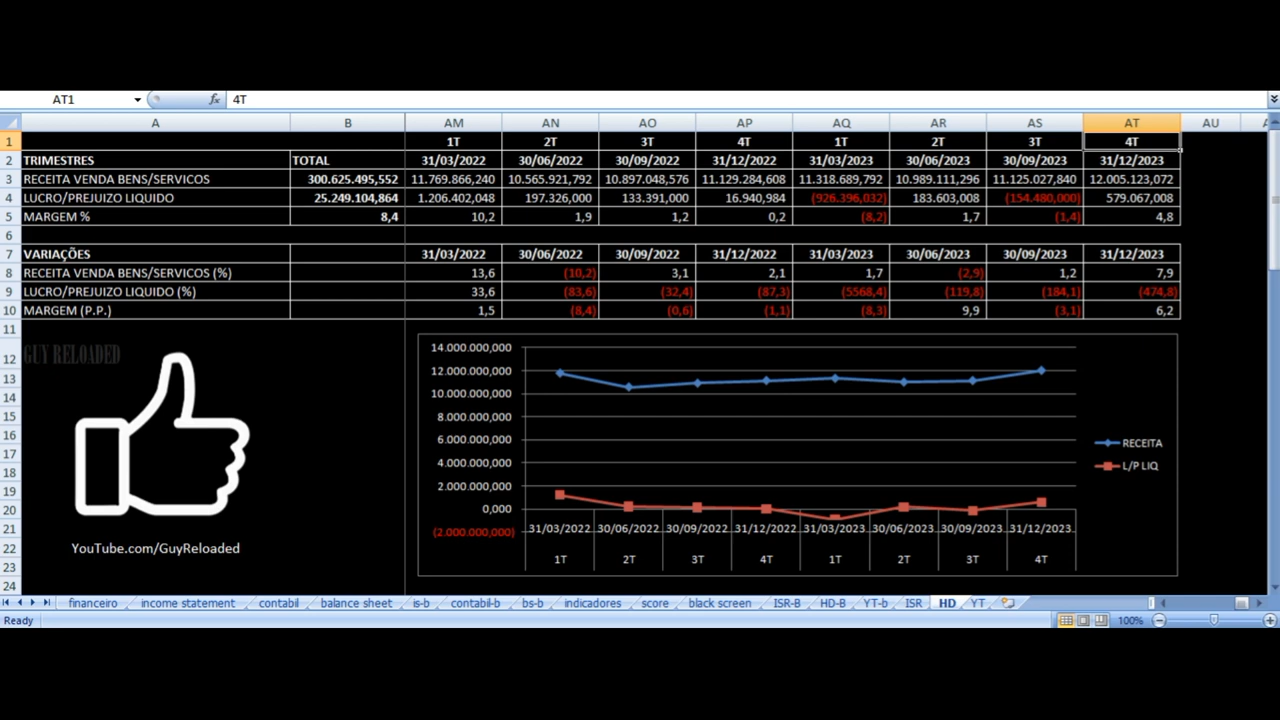 AT1 fx 4T
A B AM AN AO AP AQ AR AS AT AU
1 1T 2T 3T 4T 1T 2T 3T 4T
2 TRIMESTRES TOTAL 31/03/2022 30/06/2022 30/09/2022 31/12/2022 31/03/2023 30/06/2023 30/09/2023 31/12/2023
3 RECEITA VENDA BENS/SERVICOS 300.625.495,552 11.769.866,240 10.565.921,792 10.897.048,576 11.129.284,608 11.318.689,792 10.989.111,296 11.125.027,840 12.005.123,072
4 LUCRO/PREJUIZO LIQUIDO 25.249.104,864 1.206.402,048 197.326,000 133.391,000 16.940,984 (926.396,032) 183.603,008 (154.480,000) 579.067,008
5 MARGEM % 8,4 10,2 1,9 1,2 0,2 (8,2) 1,7 (1,4) 4,8
6
7 VARIAÇÕES 31/03/2022 30/06/2022 30/09/2022 31/12/2022 31/03/2023 30/06/2023 30/09/2023 31/12/2023
8 RECEITA VENDA BENS/SERVICOS (%) 13,6 (10,2) 3,1 2,1 1,7 (2,9) 1,2 7,9
9 LUCRO/PREJUIZO LIQUIDO (%) 33,6 (83,6) (32,4) (87,3) (5568,4) (119,8) (184,1) (474,8)
10 MARGEM (P.P.) 1,5 (8,4) (0,6) (1,1) (8,3) 9,9 (3,1) 6,2
11
12 GUY RELOADED
13
14
15
16
17
18
19
20
21
22
23
24
YouTube.com/GuyReloaded
14.000.000,000
12.000.000,000
10.000.000,000
8.000.000,000
6.000.000,000
4.000.000,000
2.000.000,000
0,000
(2.000.000,000)
31/03/2022 30/06/2022 30/09/2022 31/12/2022 31/03/2023 30/06/2023 30/09/2023 31/12/2023
1T 2T 3T 4T 1T 2T 3T 4T
RECEITA
L/P LIQ
financeiro income statement contabil balance sheet is-b contabil-b bs-b indicadores score black screen ISR-B HD-B YT-b ISR HD YT
Ready 100%